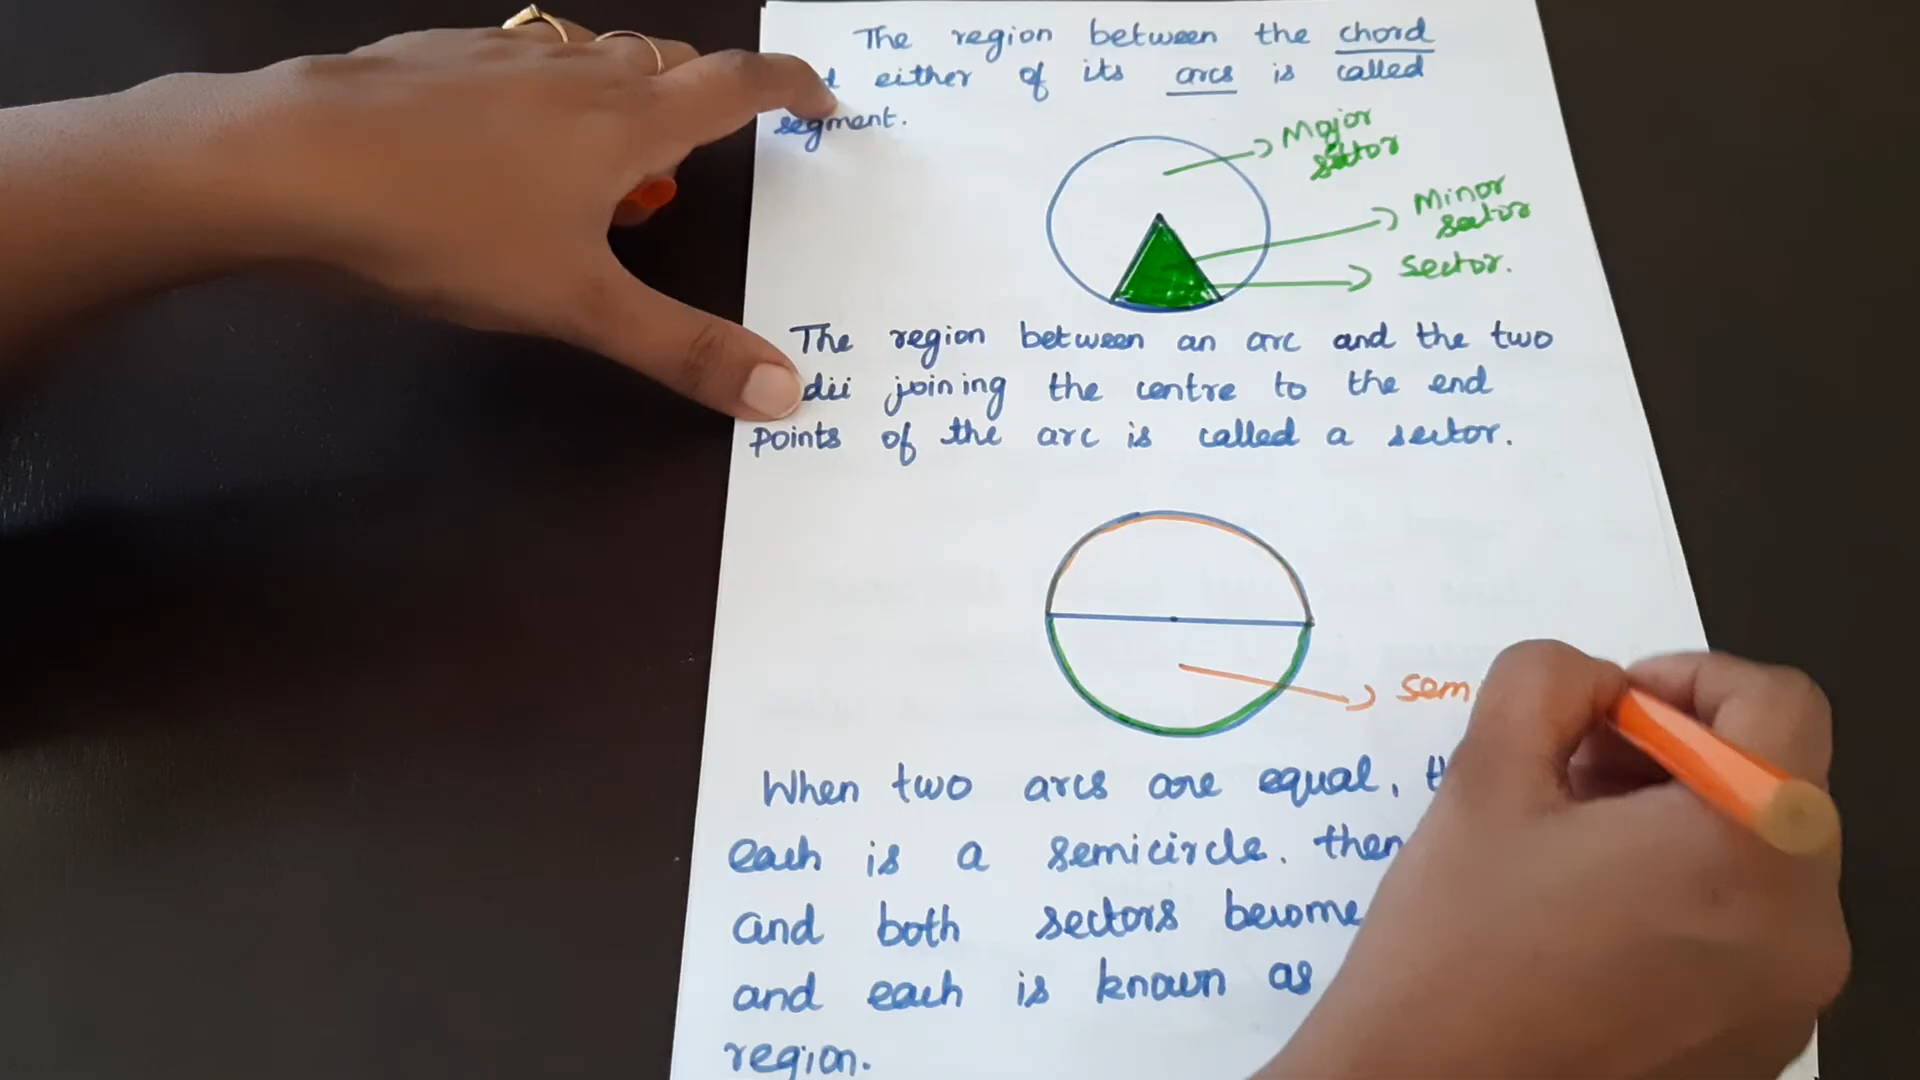 The region between the chord
either of its arcs is called
segment.
Major
sector
Minor
sector
sector.
The region between an arc and the two
dii joining the centre to the end
points of the arc is called a sector.
sem
When two arcs are equal,
each is a semicircle. then
and both sectors become
and each is known as
region.